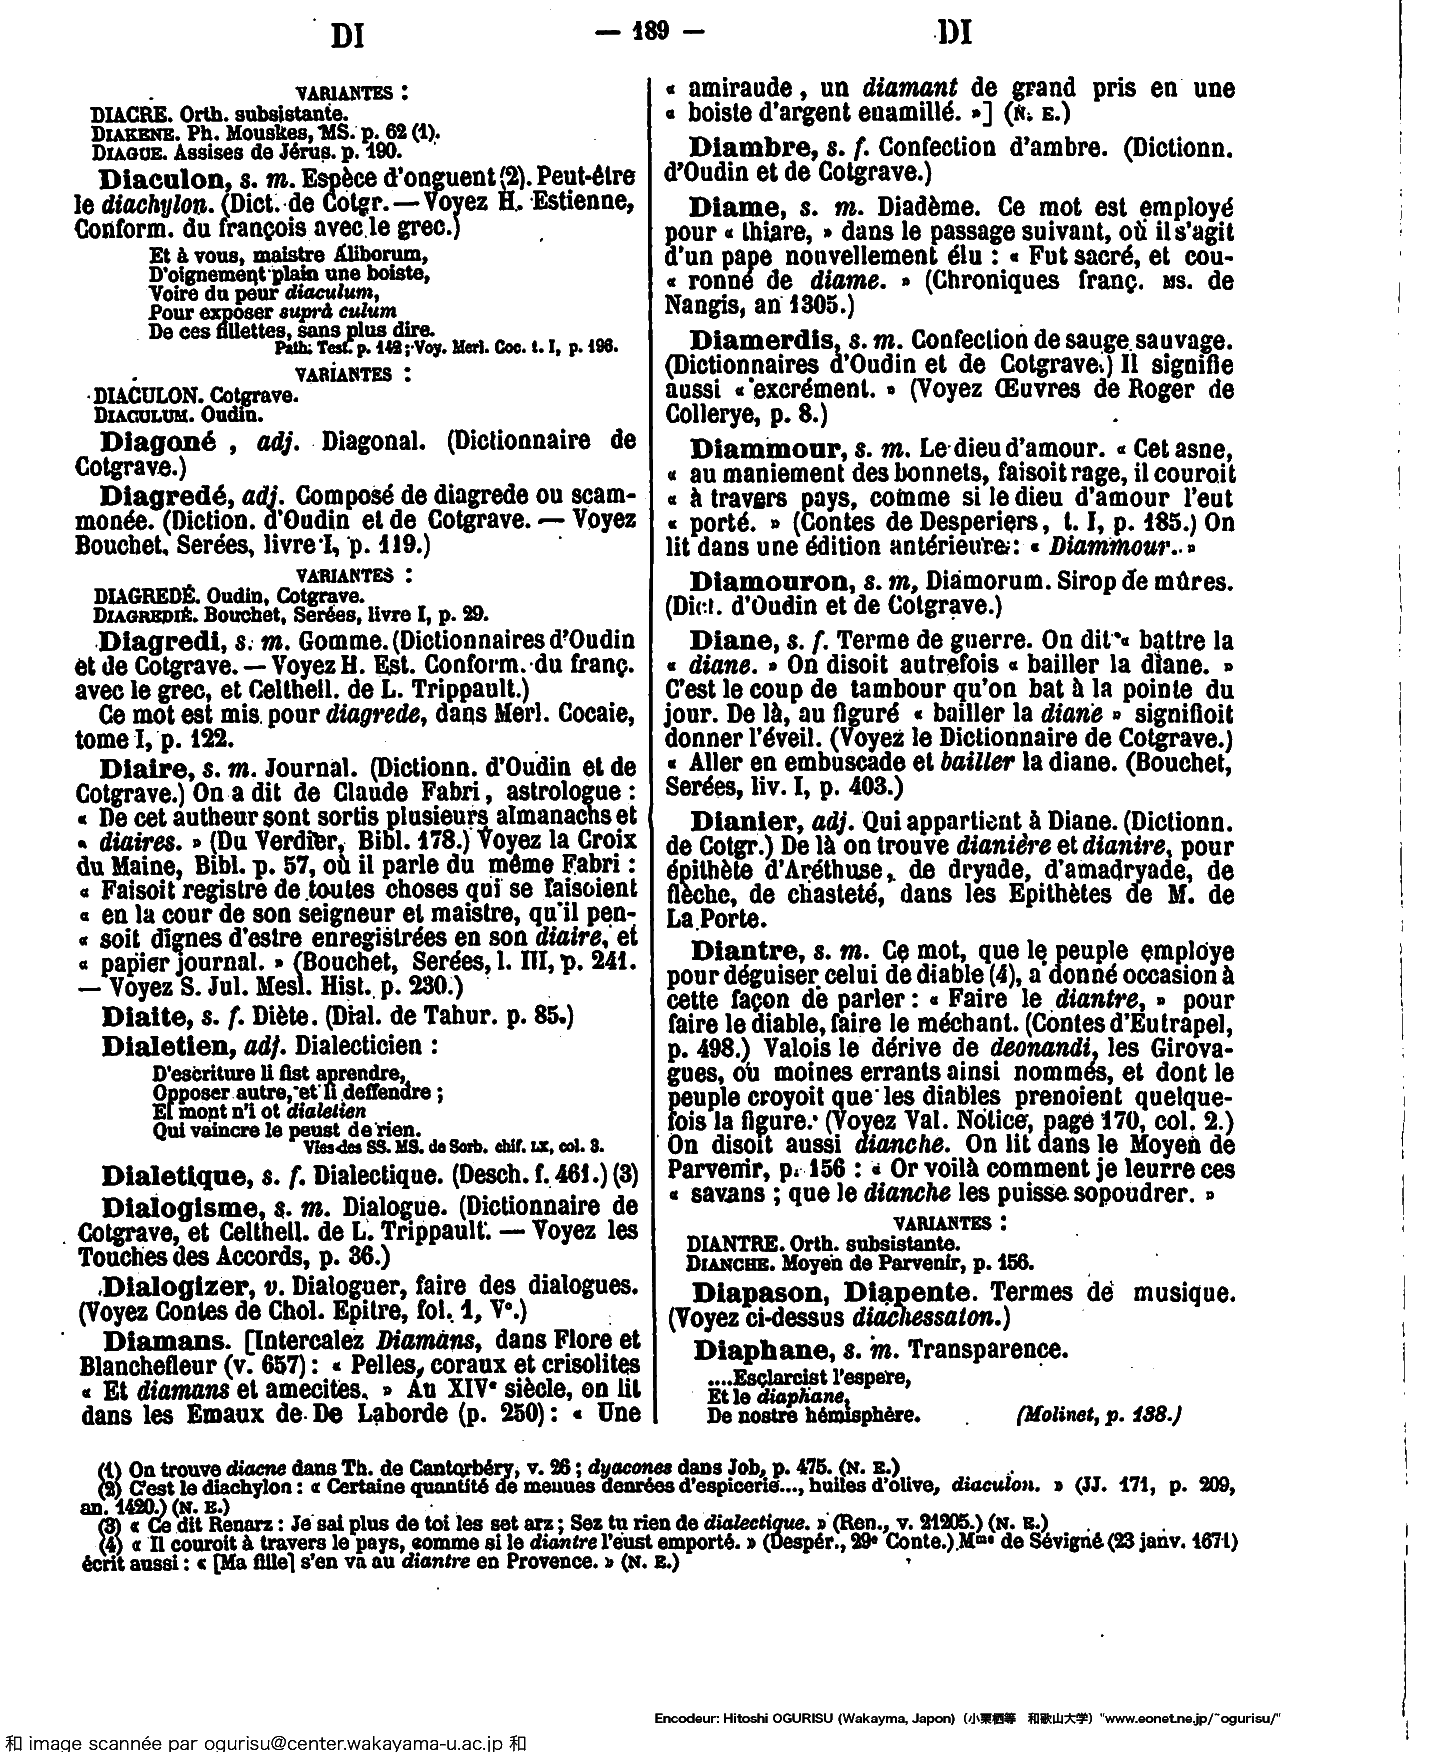 DI — 189 — DI
VARIANTES :
DIACRE. Orth. subsistante.
DIAKENE. Ph. Mouskes, MS. p. 62 (1).
DIAGUE. Assises de Jérus. p. 190.
Diaculon, s. m. Espèce d'onguent (2). Peut-être
le diachylon. (Dict. de Cotgr. — Voyez H. Estienne,
Conform. du françois avec le grec.)
Et à vous, maistre Aliborum,
D'oignement plain une boiste,
Voire du peur diaculum,
Pour exposer suprà culum
De ces fillettes, sans plus dire.
Path. Test. p. 142; Voy. Merl. Coc. t. I, p. 196.
VARIANTES :
DIACULON. Cotgrave.
DIACULUM. Oudin.
Diagoné , adj. Diagonal. (Dictionnaire de
Cotgrave.)
Diagredé, adj. Composé de diagrede ou scam-
monée. (Diction. d'Oudin et de Cotgrave. — Voyez
Bouchet, Serées, livre I, p. 119.)
VARIANTES :
DIAGREDÉ. Oudin, Cotgrave.
DIAGREDIÉ. Bouchet, Serées, livre I, p. 29.
Diagredi, s. m. Gomme. (Dictionnaires d'Oudin
et de Cotgrave. — Voyez H. Est. Conform. du franç.
avec le grec, et Celthell. de L. Trippault.)
Ce mot est mis pour diagrede, dans Merl. Cocaie,
tome I, p. 122.
Diaire, s. m. Journal. (Dictionn. d'Oudin et de
Cotgrave.) On a dit de Claude Fabri, astrologue :
« De cet autheur sont sortis plusieurs almanachs et
« diaires. » (Du Verdier, Bibl. 178.) Voyez la Croix
du Maine, Bibl. p. 57, où il parle du même Fabri :
« Faisoit registre de toutes choses qui se faisoient
« en la cour de son seigneur et maistre, qu'il pen-
« soit dignes d'estre enregistrées en son diaire, et
« papier journal. » (Bouchet, Serées, l. III, p. 241.
— Voyez S. Jul. Mesl. Hist. p. 230.)
Diaite, s. f. Diète. (Dial. de Tahur. p. 85.)
Dialetien, adj. Dialecticien :
D'escriture li fist aprendre,
Opposer autre, et li deffendre ;
El mont n'i ot dialetien
Qui vaincre le peust de rien.
Vies des SS. MS. de Sorb. chif. LX, col. 3.
Dialetique, s. f. Dialectique. (Desch. f. 461.) (3)
Dialogisme, s. m. Dialogue. (Dictionnaire de
Cotgrave, et Celthell. de L. Trippault. — Voyez les
Touches des Accords, p. 36.)
Dialogizer, v. Dialoguer, faire des dialogues.
(Voyez Contes de Chol. Epitre, fol. 1, V°.)
Diamans. [Intercalez Diamans, dans Flore et
Blanchefleur (v. 657) : « Pelles, coraux et crisolites
« Et diamans et amecites. » Au XIVe siècle, on lit
dans les Emaux de De Laborde (p. 250) : « Une
« amiraude, un diamant de grand pris en une
« boiste d'argent enamillé. »] (N. E.)
Diambre, s. f. Confection d'ambre. (Dictionn.
d'Oudin et de Cotgrave.)
Diame, s. m. Diadème. Ce mot est employé
pour « thiare, » dans le passage suivant, où il s'agit
d'un pape nouvellement élu : « Fut sacré, et cou-
« ronné de diame. » (Chroniques franç. MS. de
Nangis, an 1305.)
Diamerdis, s. m. Confection de sauge sauvage.
(Dictionnaires d'Oudin et de Cotgrave.) Il signifie
aussi « excrément. » (Voyez Œuvres de Roger de
Collerye, p. 8.)
Diammour, s. m. Le dieu d'amour. « Cet asne,
« au maniement des bonnets, faisoit rage, il couroit
« à travers pays, comme si le dieu d'amour l'eut
« porté. » (Contes de Desperiers, t. I, p. 185.) On
lit dans une édition antérieure : « Diammour. »
Diamouron, s. m, Diamorum. Sirop de mûres.
(Dict. d'Oudin et de Cotgrave.)
Diane, s. f. Terme de guerre. On dit « battre la
« diane. » On disoit autrefois « bailler la diane. »
C'est le coup de tambour qu'on bat à la pointe du
jour. De là, au figuré « bailler la diane » signifioit
donner l'éveil. (Voyez le Dictionnaire de Cotgrave.)
« Aller en embuscade et bailler la diane. (Bouchet,
Serées, liv. I, p. 403.)
Dianier, adj. Qui appartient à Diane. (Dictionn.
de Cotgr.) De là on trouve dianière et dianire, pour
épithète d'Aréthuse, de dryade, d'amadryade, de
flèche, de chasteté, dans les Epithètes de M. de
La Porte.
Diantre, s. m. Ce mot, que le peuple employe
pour déguiser celui de diable (4), a donné occasion à
cette façon de parler : « Faire le diantre, » pour
faire le diable, faire le méchant. (Contes d'Eutrapel,
p. 498.) Valois le dérive de deonandi, les Girova-
gues, ou moines errants ainsi nommés, et dont le
peuple croyoit que les diables prenoient quelque-
fois la figure. (Voyez Val. Notice, page 170, col. 2.)
On disoit aussi dianche. On lit dans le Moyen de
Parvenir, p. 156 : « Or voilà comment je leurre ces
« savans ; que le dianche les puisse sopoudrer. »
VARIANTES :
DIANTRE. Orth. subsistante.
DIANCHE. Moyen de Parvenir, p. 156.
Diapason, Diapente. Termes de musique.
(Voyez ci-dessus diachessaton.)
Diaphane, s. m. Transparence.
....Esclarcist l'espere,
Et le diaphane,
De nostre hémisphère. (Molinet, p. 138.)
(1) On trouve diacne dans Th. de Cantorbéry, v. 26 ; dyacones dans Job, p. 475. (N. E.)
(2) C'est le diachylon : « Certaine quantité de menues denrées d'espicerie..., huiles d'olive, diaculon. » (JJ. 171, p. 209,
an. 1420.) (N. E.)
(3) « Ce dit Renarz : Je sai plus de toi les set arz ; Sez tu rien de dialectique. » (Ren., v. 21205.) (N. E.)
(4) « Il couroit à travers le pays, comme si le diantre l'eust emporté. » (Despér., 29e Conte.) Mme de Sévigné (23 janv. 1671)
écrit aussi : « [Ma fille] s'en va au diantre en Provence. » (N. E.)
Encodeur: Hitoshi OGURISU (Wakayma, Japon) (小栗栖等 和歌山大学) "www.eonet.ne.jp/~ogurisu/"
和 image scannée par ogurisu@center.wakayama-u.ac.jp 和